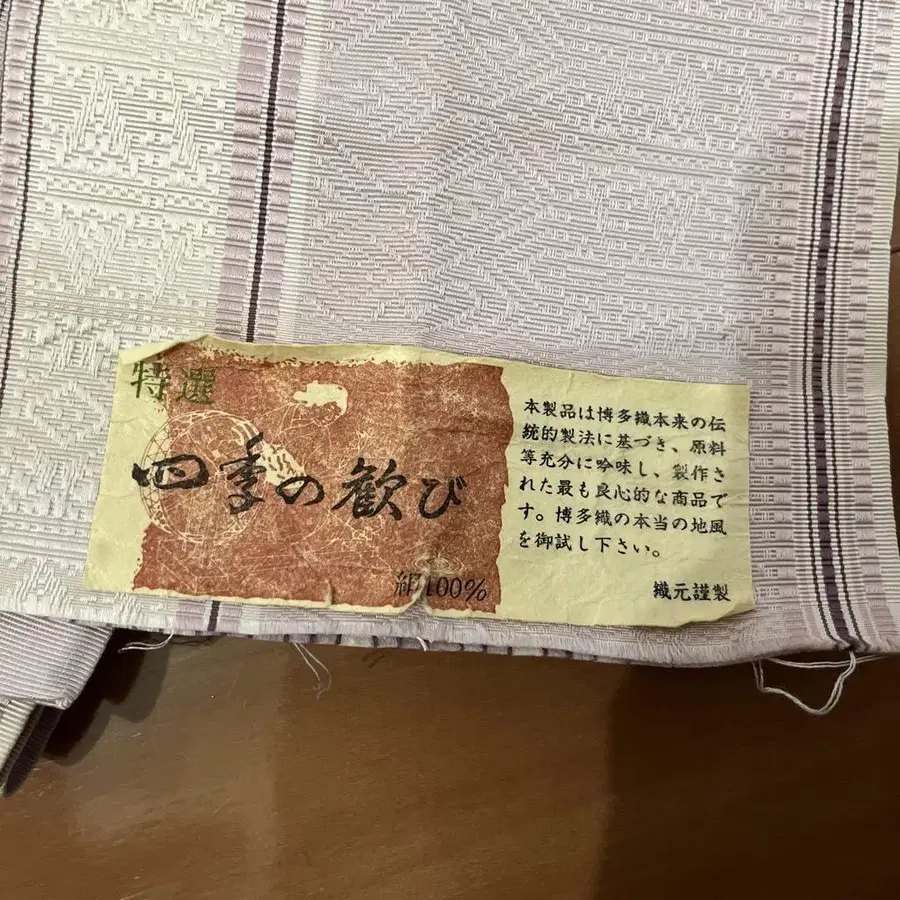 特選
四季の歓び
絹100%
本製品は博多織本来の伝
統的製法に基づき、原料
等充分に吟味し、製作さ
れた最も良心的な商品で
す。博多織の本当の地風
を御試し下さい。
織元謹製